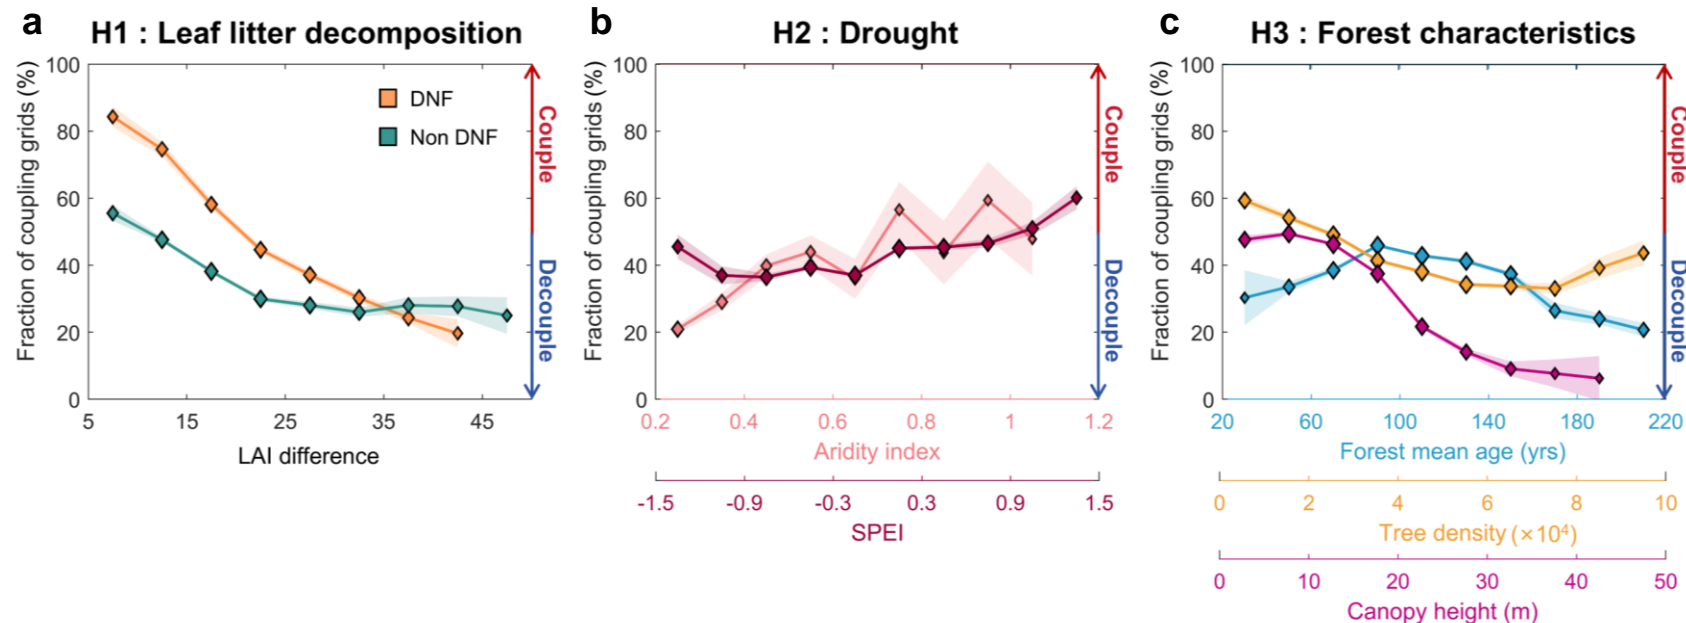 a
H1 : Leaf litter decomposition
Fraction of coupling grids (%)
100
80
60
40
20
0
5
15
25
35
45
LAI difference
DNF
Non DNF
Couple
Decouple
b
H2 : Drought
Fraction of coupling grids (%)
100
80
60
40
20
0
0.2
0.4
0.6
0.8
1
1.2
Aridity index
-1.5
-0.9
-0.3
0.3
0.9
1.5
SPEI
Couple
Decouple
c
H3 : Forest characteristics
Fraction of coupling grids (%)
100
80
60
40
20
0
20
60
100
140
180
220
Forest mean age (yrs)
0
2
4
6
8
10
Tree density (×10⁴)
0
10
20
30
40
50
Canopy height (m)
Couple
Decouple